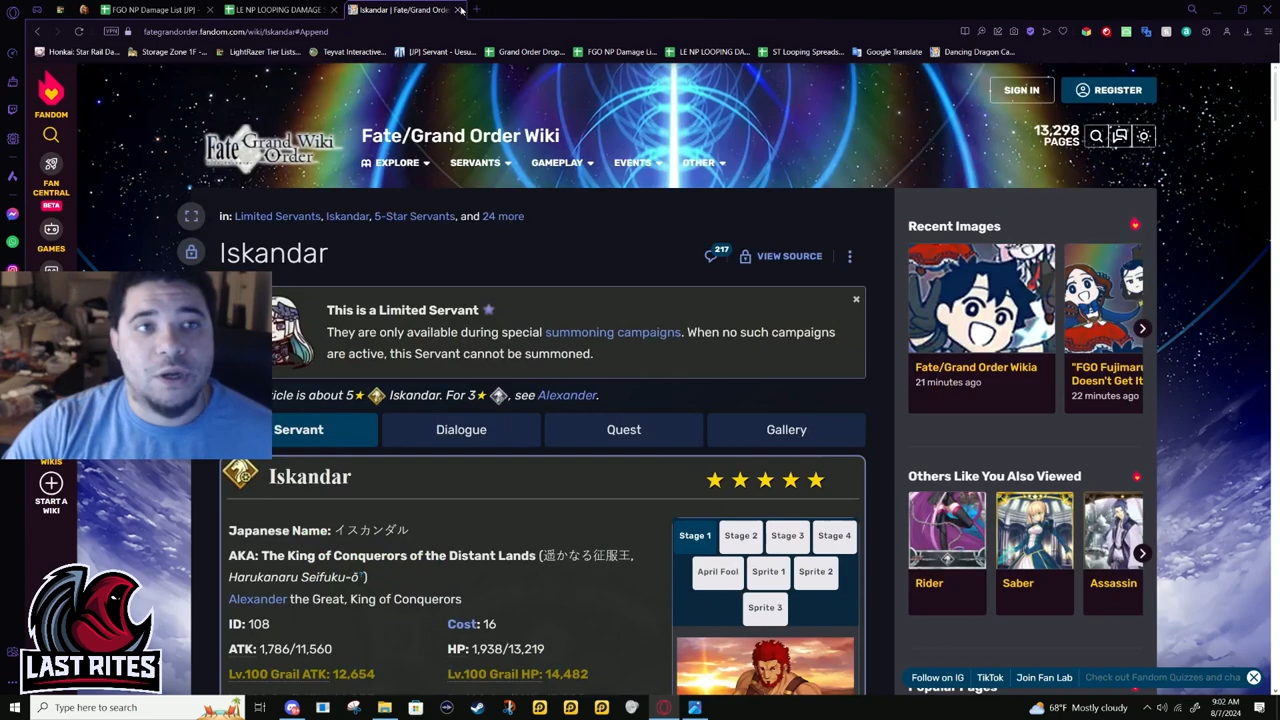 FGO NP Damage List [JP]
LE NP LOOPING DAMAGE
Iskandar | Fate/Grand Orde
VPN
fategrandorder.fandom.com/wiki/Iskandar#Append
Honkai: Star Rail Da...
Storage Zone 14F -...
LightRazer Tier Lists...
Teyvat Interactive...
[JP] Servant - Uesu...
Grand Order Drop...
FGO NP Damage Li...
LE NP LOOPING DA...
ST Looping Spreads...
Google Translate
Dancing Dragon Ca...
FANDOM
FAN
CENTRAL
BETA
GAMES
WIKIS
START A
WIKI
SIGN IN
REGISTER
Fate Grand Wiki
Order
Fate/Grand Order Wiki
13,298
PAGES
EXPLORE
SERVANTS
GAMEPLAY
EVENTS
OTHER
in: Limited Servants, Iskandar, 5-Star Servants, and 24 more
Iskandar
217
VIEW SOURCE
This is a Limited Servant
They are only available during special summoning campaigns. When no such campaigns
are active, this Servant cannot be summoned.
icle is about 5★ Iskandar. For 3★ , see Alexander.
Servant
Dialogue
Quest
Gallery
Iskandar
Japanese Name: イスカンダル
AKA: The King of Conquerors of the Distant Lands (遥かなる征服王,
Harukanaru Seifuku-ō?)
Alexander the Great, King of Conquerors
ID: 108
Cost: 16
ATK: 1,786/11,560
HP: 1,938/13,219
Lv.100 Grail ATK: 12,654
Lv.100 Grail HP: 14,482
Stage 1
Stage 2
Stage 3
Stage 4
April Fool
Sprite 1
Sprite 2
Sprite 3
Recent Images
Fate/Grand Order Wikia
21 minutes ago
"FGO Fujimaru
Doesn't Get It
22 minutes ago
Others Like You Also Viewed
Rider
Saber
Assassin
Popular Pages
Follow on IG
TikTok
Join Fan Lab
Check out Fandom Quizzes and cha
LAST RITES
Type here to search
68°F Mostly cloudy
9:02 AM
8/7/2024